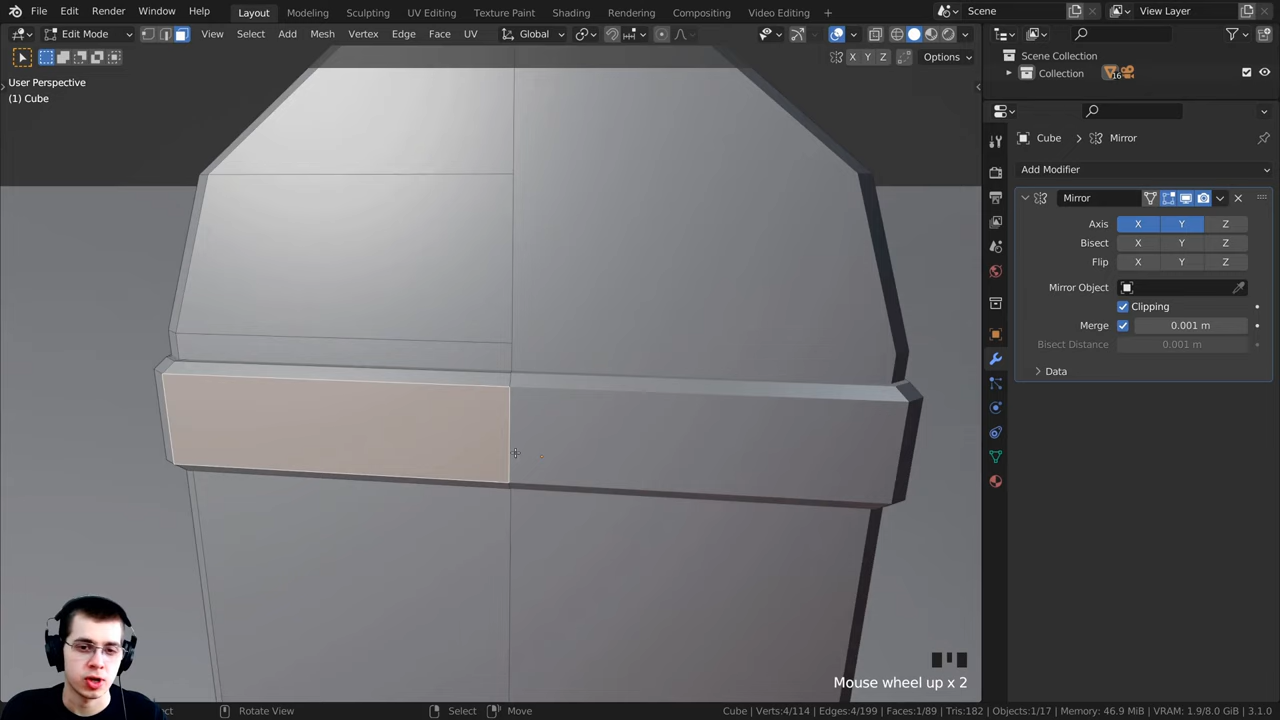 File Edit Render Window Help Layout Modeling Sculpting UV Editing Texture Paint Shading Rendering Compositing Video Editing + Scene View Layer
Edit Mode View Select Add Mesh Vertex Edge Face UV Global
X Y Z Options
User Perspective
(1) Cube
Scene Collection
Collection 16
Cube > Mirror
Add Modifier
Mirror
Axis X Y Z
Bisect X Y Z
Flip X Y Z
Mirror Object
Clipping
Merge 0.001 m
Bisect Distance 0.001 m
Data
Mouse wheel up x 2
Rotate View Select Move Cube | Verts:4/114 | Edges:4/199 | Faces:1/89 | Tris:182 | Objects:1/17 | Memory: 46.9 MiB | VRAM: 1.9/8.0 GiB | 3.1.0